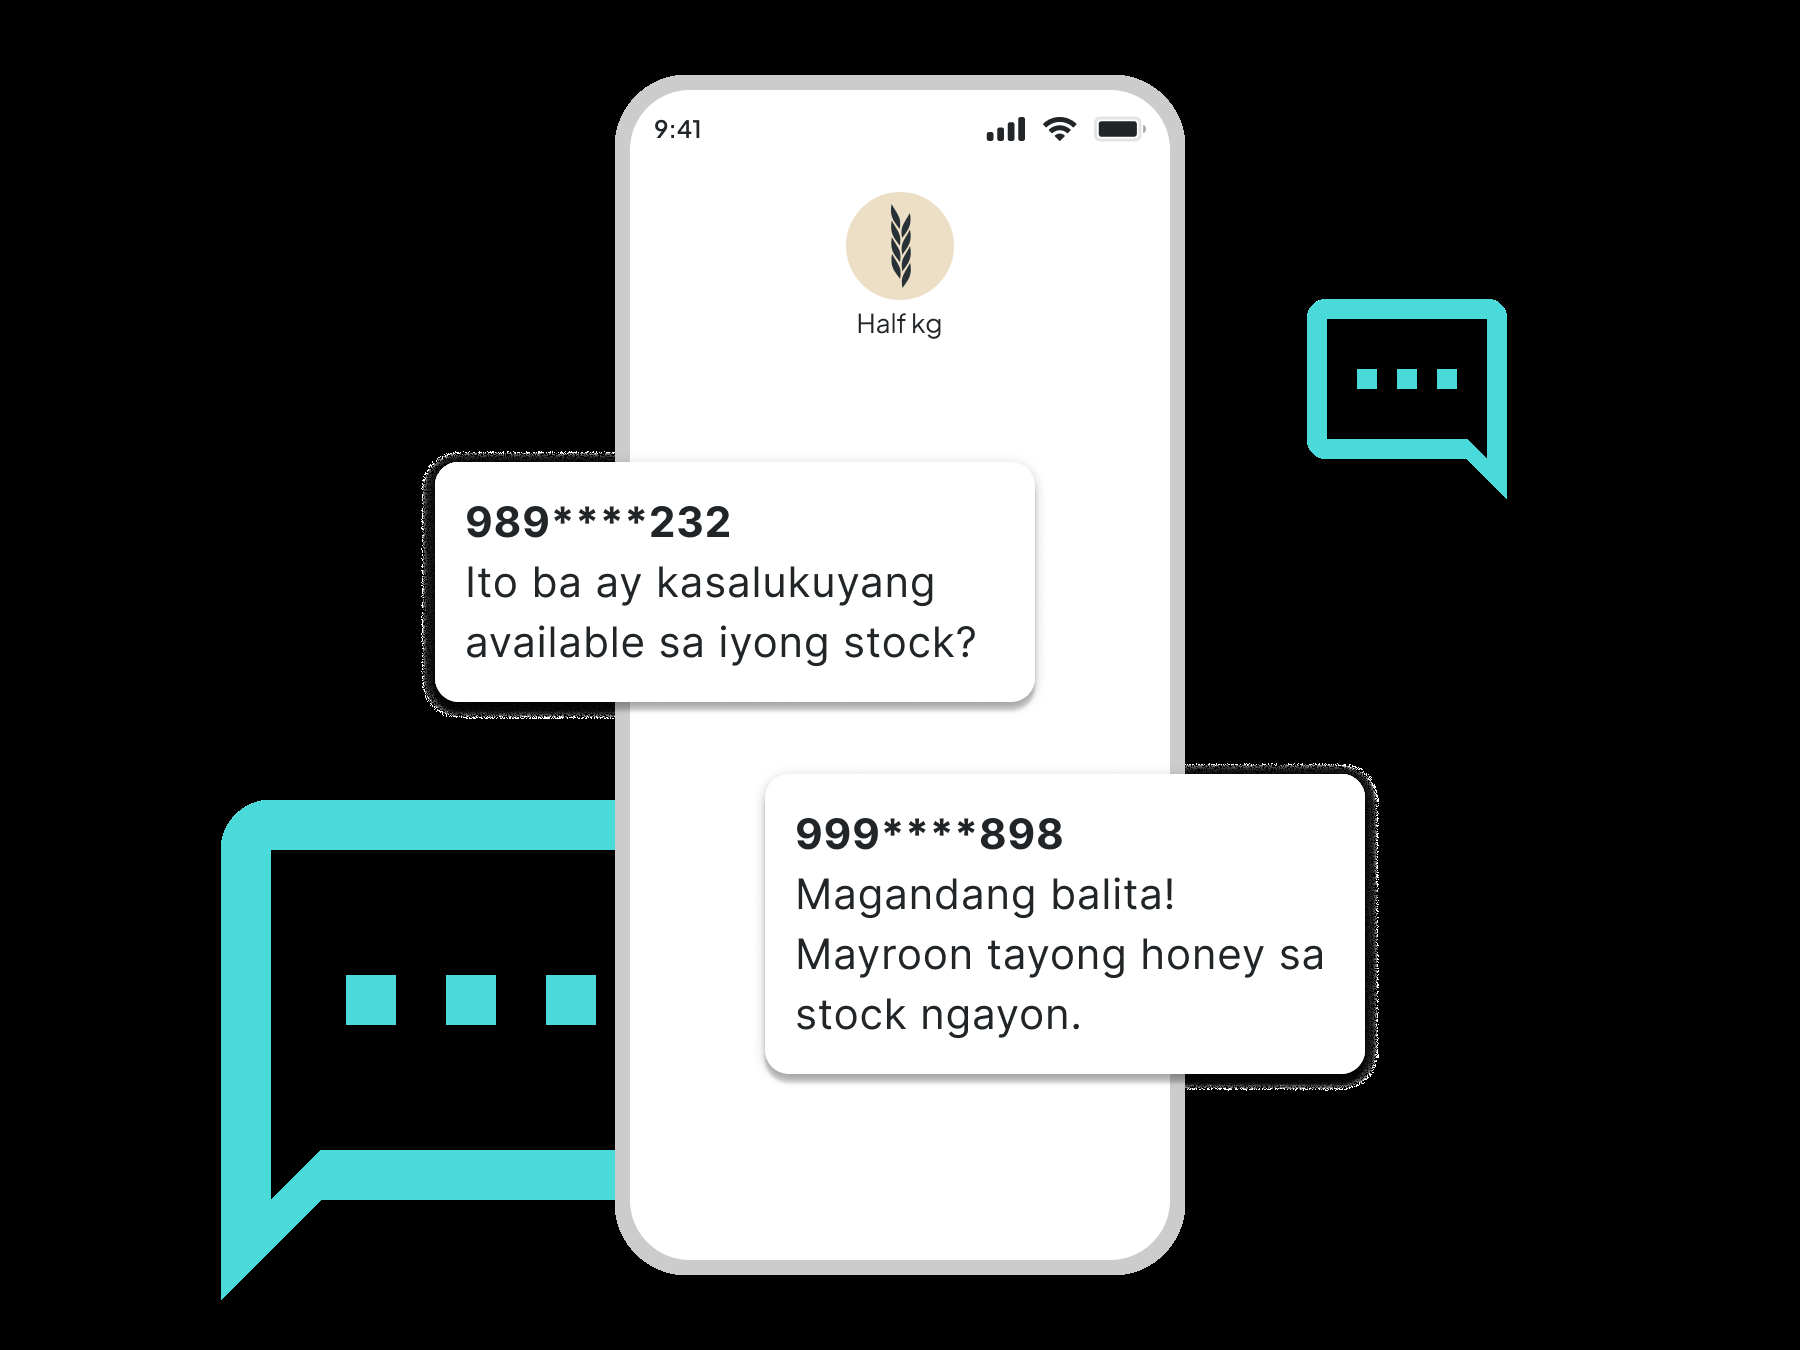 9:41
Half kg
989****232
Ito ba ay kasalukuyang
available sa iyong stock?
999****898
Magandang balita!
Mayroon tayong honey sa
stock ngayon.